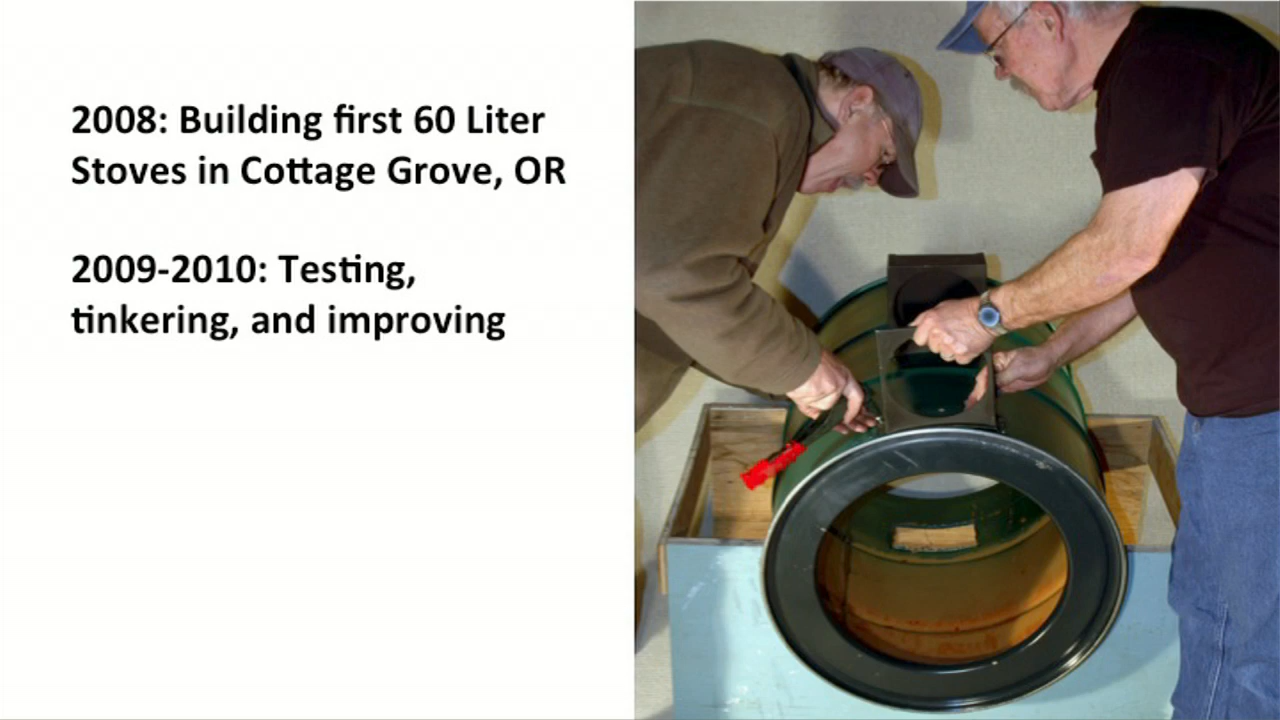 2008: Building first 60 Liter
Stoves in Cottage Grove, OR
2009-2010: Testing,
tinkering, and improving